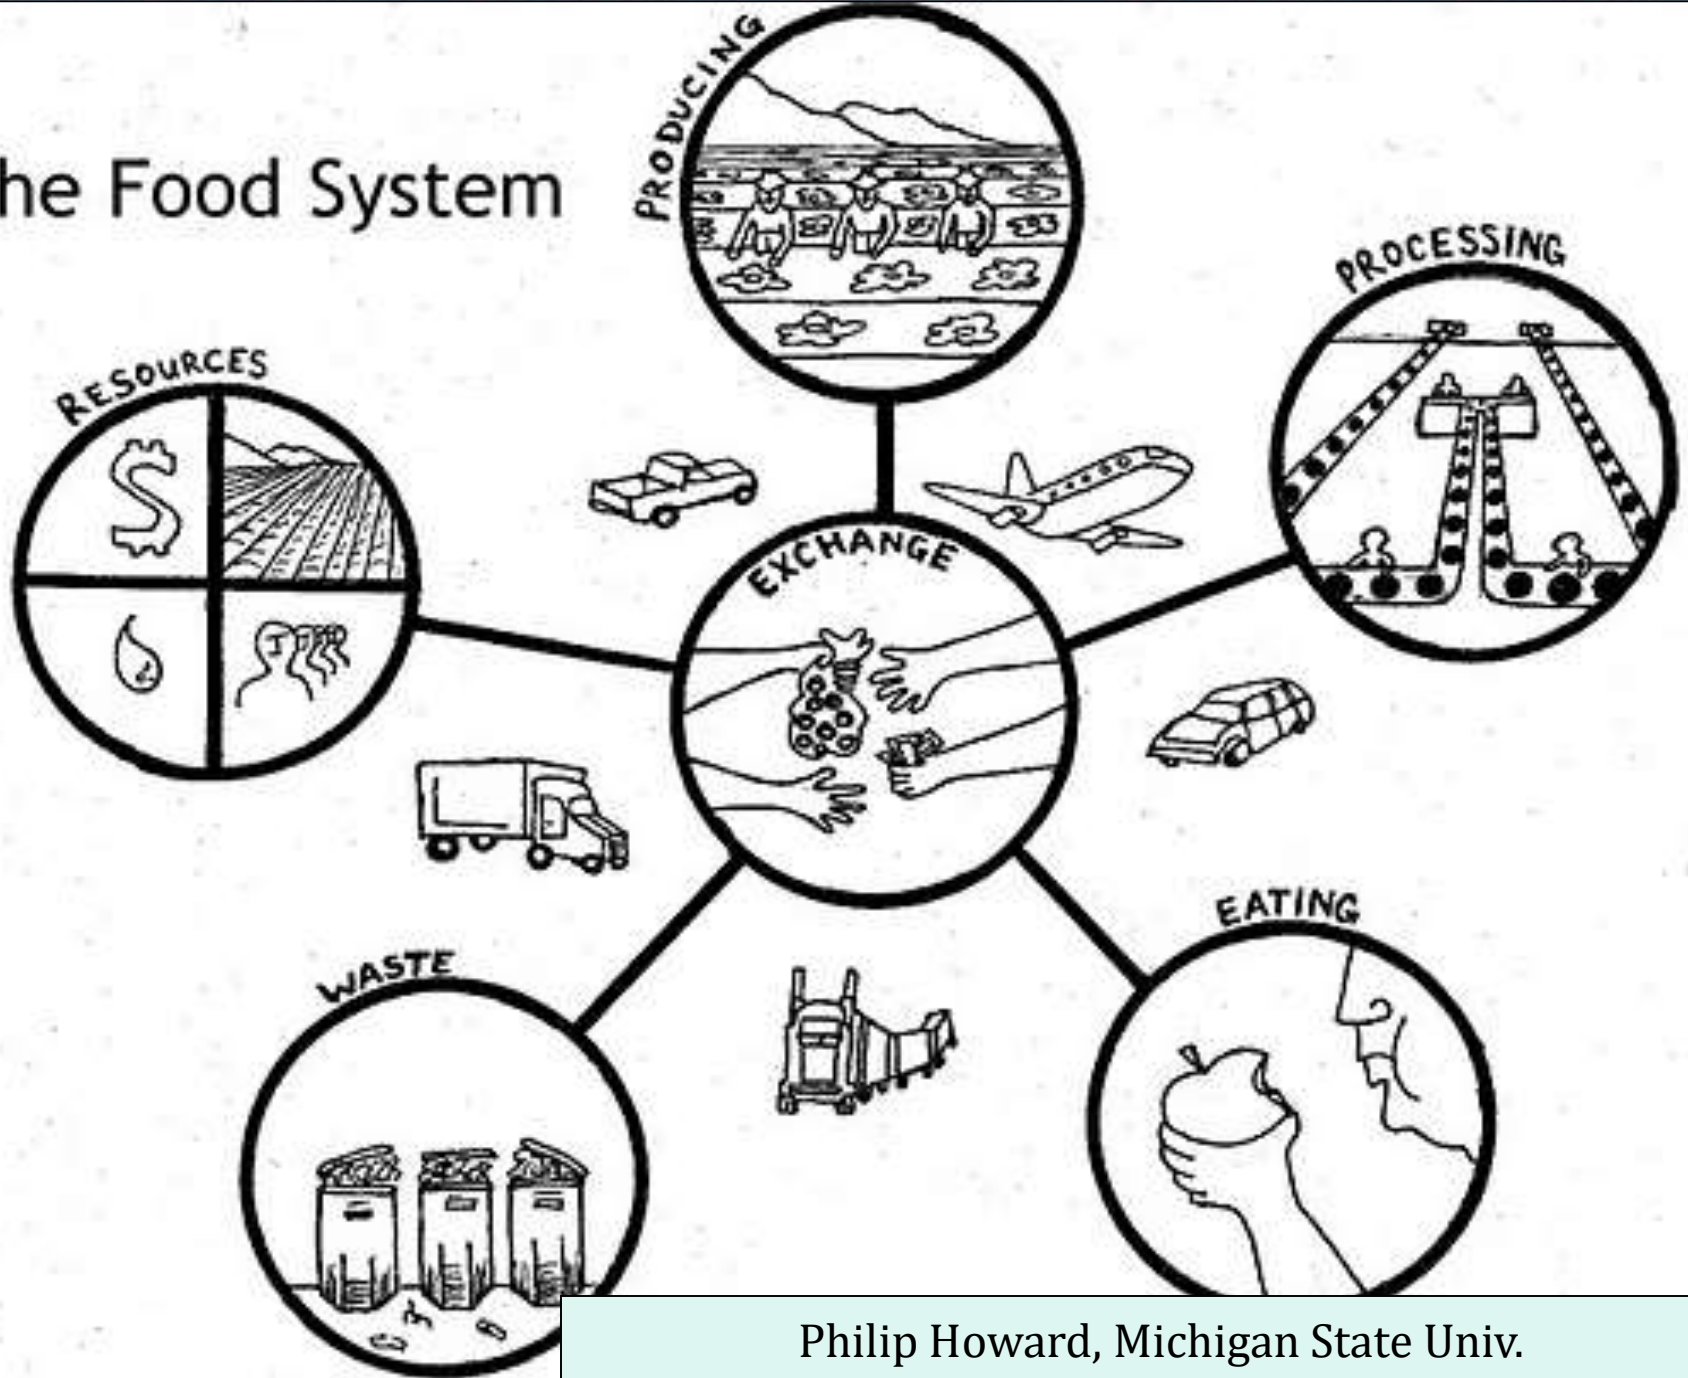 he Food System
PRODUCING
PROCESSING
RESOURCES
$
EXCHANGE
EATING
WASTE
Philip Howard, Michigan State Univ.